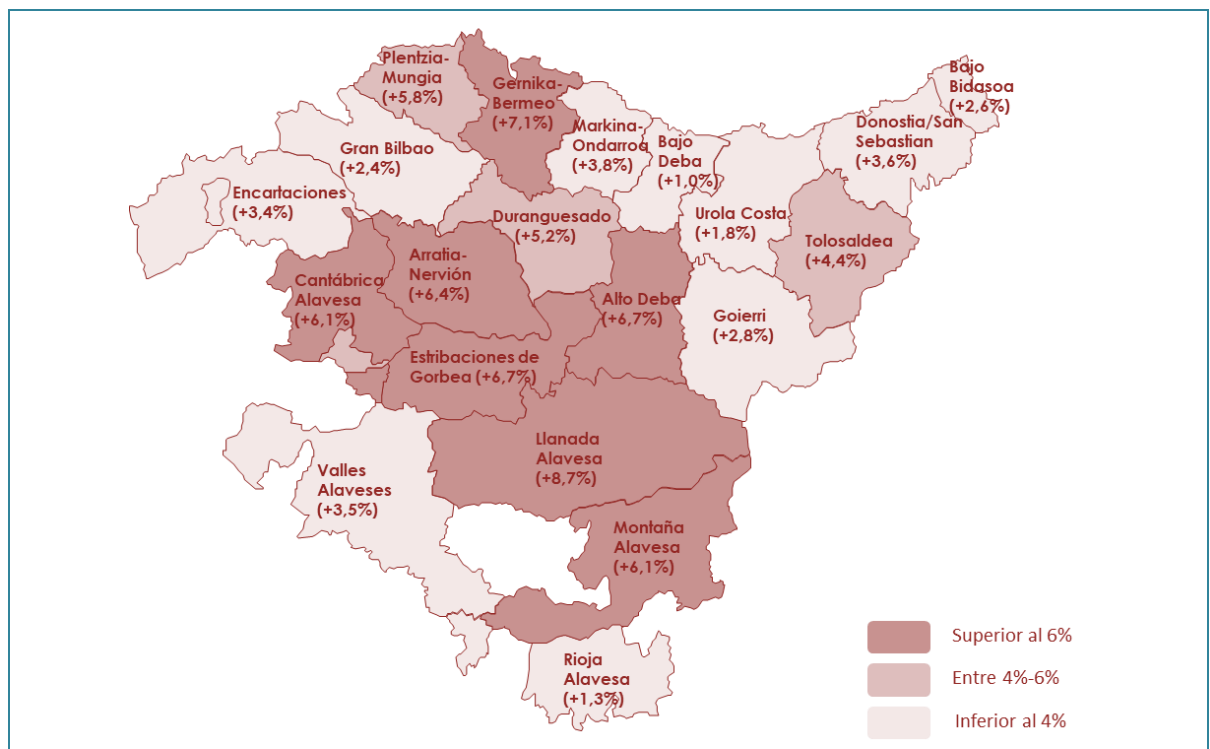 Plentzia-
Mungia
(+5,8%)
Gernika-
Bermeo
(+7,1%)
Bajo
Bidasoa
(+2,6%)
Donostia/San
Sebastian
(+3,6%)
Markina-
Ondarroa
(+3,8%)
Bajo
Deba
(+1,0%)
Gran Bilbao
(+2,4%)
Encartaciones
(+3,4%)
Duranguesado
(+5,2%)
Urola Costa
(+1,8%)
Tolosaldea
(+4,4%)
Arratia-
Nervión
(+6,4%)
Cantábrica
Alavesa
(+6,1%)
Alto Deba
(+6,7%)
Goierri
(+2,8%)
Estribaciones de
Gorbea (+6,7%)
Llanada
Alavesa
(+8,7%)
Valles
Alaveses
(+3,5%)
Montaña
Alavesa
(+6,1%)
Rioja
Alavesa
(+1,3%)
Superior al 6%
Entre 4%-6%
Inferior al 4%